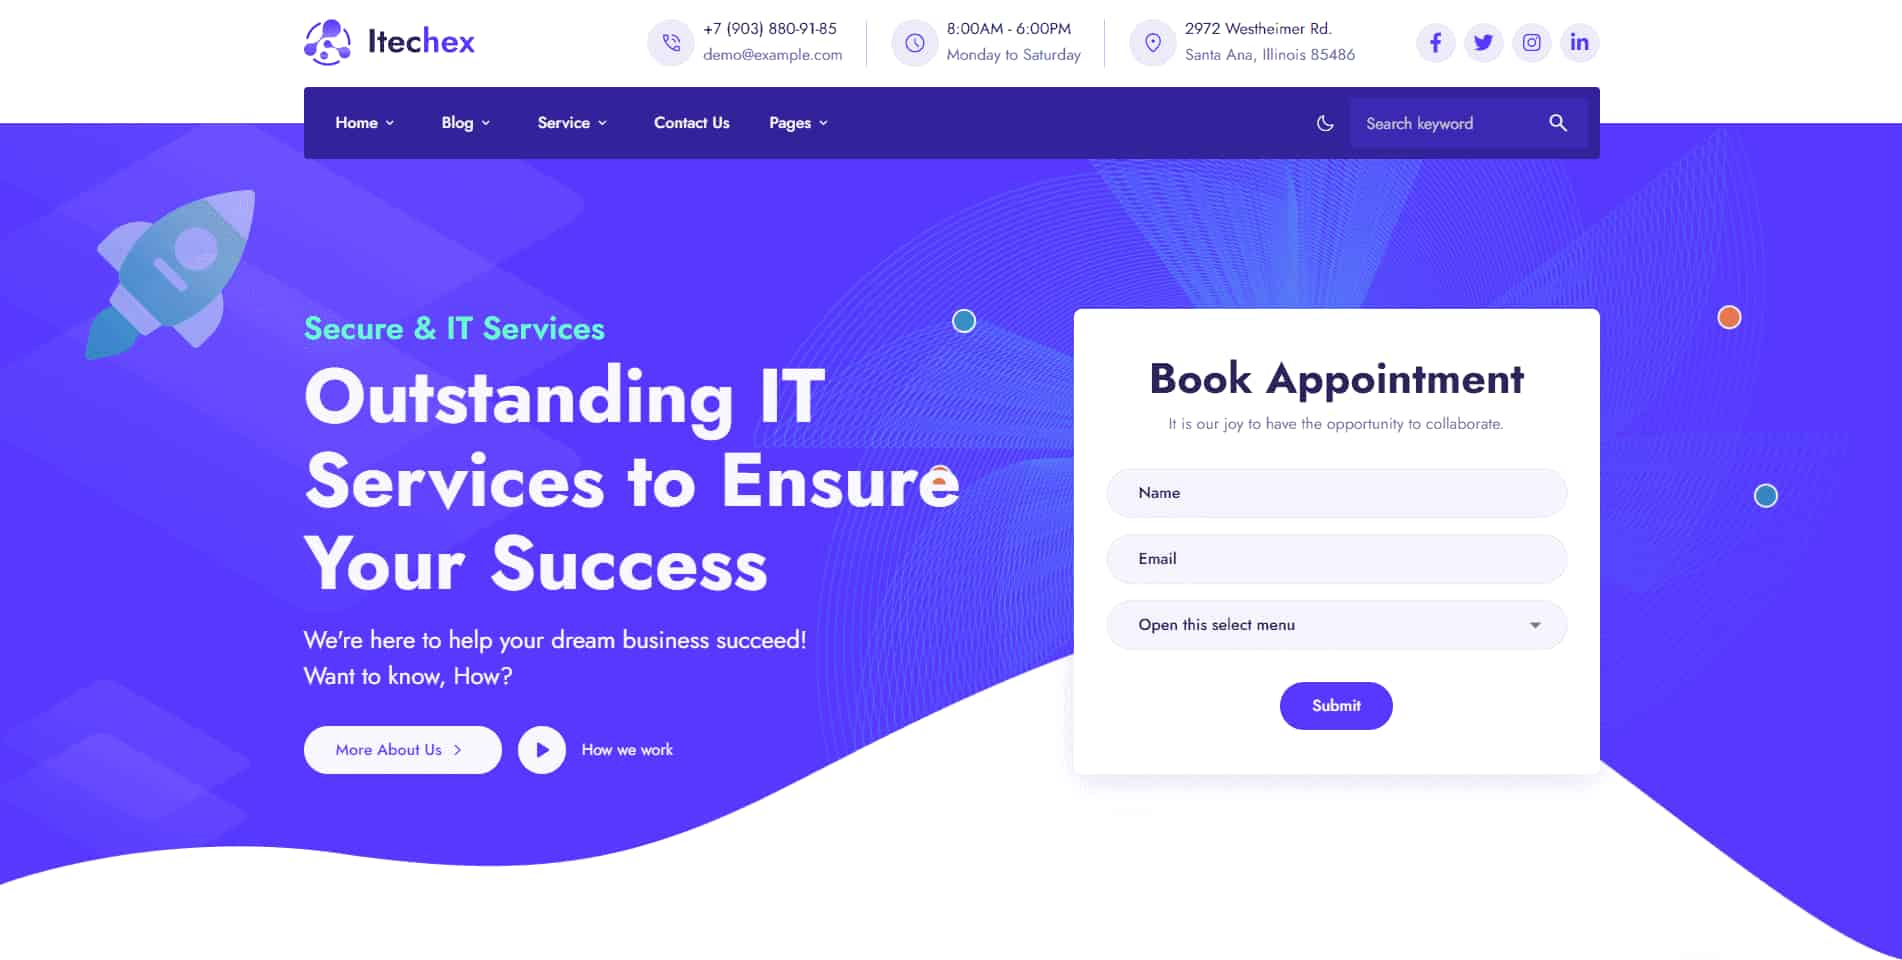 Itechex
+7 (903) 880-91-85
demo@example.com
8:00AM - 6:00PM
Monday to Saturday
2972 Westheimer Rd.
Santa Ana, Illinois 85486
Home
Blog
Service
Contact Us
Pages
Search keyword
Secure & IT Services
Outstanding IT
Services to Ensure
Your Success
We're here to help your dream business succeed!
Want to know, How?
More About Us
How we work
Book Appointment
It is our joy to have the opportunity to collaborate.
Name
Email
Open this select menu
Submit